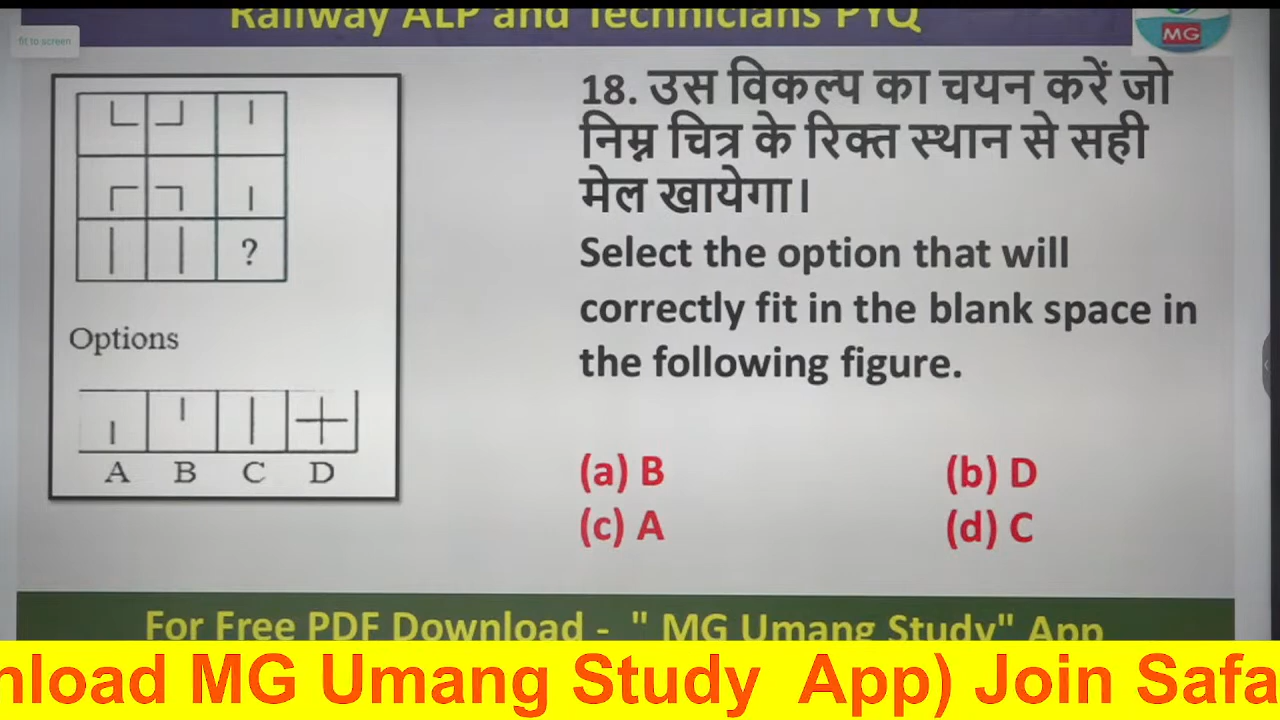 Railway ALP and Technicians PYQ
MG
fit to screen
18. उस विकल्प का चयन करें जो
निम्न चित्र के रिक्त स्थान से सही
मेल खायेगा।
Select the option that will
correctly fit in the blank space in
the following figure.
?
Options
A B C D
(a) B (b) D
(c) A (d) C
For Free PDF Download - " MG Umang Study" App
nload MG Umang Study App) Join Safa